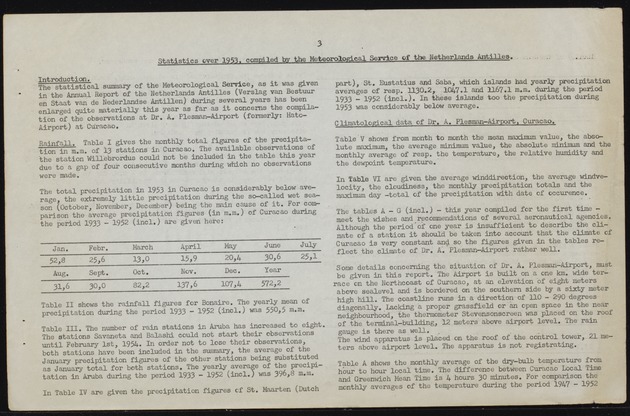 3
Statistics over 1953, compiled by the Meteorological Service of the Netherlands Antilles.
Introduction.
The statistical summary of the Meteorological Service, as it was given
in the Annual Report of the Netherlands Antilles (Verslag van Bestuur
en Staat van de Nederlandse Antillen) during several years has been
enlarged quite materially this year as far as it concerns the compila-
tion of the observations at Dr. A. Plesman-Airport (formerly: Hato-
Airport) at Curacao.
Rainfall. Table I gives the monthly total figures of the precipita-
tion in m.m. of 13 stations in Curacao. The available observations of
the station Willebrordus could not be included in the table this year
due to a gap of four consecutive months during which no observations
were made.
The total precipitation in 1953 in Curacao is considerably below ave-
rage, the extremely little precipitation during the so-called wet sea-
son (October, November, December) being the main cause of it. For com-
parison the average precipitation figures (in m.m.) of Curacao during
the period 1933 - 1952 (incl.) are given here:
Jan. Febr. March April May June July
52,8 25,6 13,0 15,9 20,4 30,6 25,1
Aug. Sept. Oct. Nov. Dec. Year
31,6 30,0 82,2 137,6 107,4 572,2
Table II shows the rainfall figures for Bonaire. The yearly mean of
precipitation during the period 1933 - 1952 (incl.) was 550,5 m.m.
Table III. The number of rain stations in Aruba has increased to eight.
The stations Savaneta and Balashi could not start their observations
until February 1st, 1954. In order not to lose their observations,
both stations have been included in the summary, the average of the
January precipitation figures of the other stations being substituted
as January total for both stations. The yearly average of the precipi-
tation in Aruba during the period 1933 - 1952 (incl.) was 396,8 m.m.
In Table IV are given the precipitation figures of St. Maarten (Dutch
part), St. Eustatius and Saba, which islands had yearly precipitation
averages of resp. 1130.2, 1047.1 and 1167.1 m.m. during the period
1933 - 1952 (incl.). In these islands too the precipitation during
1953 was considerably below average.
Climatological data of Dr. A. Plesman-Airport, Curacao.
Table V shows from month to month the mean maximum value, the abso-
lute maximum, the average minimum value, the absolute minimum and the
monthly average of resp. the temperature, the relative humidity and
the dewpoint temperature.
In Table VI are given the average winddirection, the average windve-
locity, the cloudiness, the monthly precipitation totals and the
maximum day -total of the precipitation with date of occurence.
The tables A - G (incl.) - this year compiled for the first time -
meet the wishes and recommendations of several aeronautical agencies.
Although the period of one year is insufficient to describe the cli-
mate of a station it should be taken into account that the climate of
Curacao is very constant and so the figures given in the tables re-
flect the climate of Dr. A. Plesman-Airport rather well.
Some details concerning the situation of Dr. A. Plesman-Airport, must
be given in this report. The Airport is built on a one km. wide ter-
race on the Northcoast of Curacao, at an elevation of eight meters
above sealevel and is bordered on the southern side by a sixty meter
high hill. The coastline runs in a direction of 110 - 290 degrees
diagonally. Lacking a proper grassfield or an open space in the near
neighbourhood, the thermometer Stevensonscreen was placed on the roof
of the terminal-building, 12 meters above airport level. The rain
gauge is there as well.
The wind apparatus is placed on the roof of the control tower, 21 me-
ters above airport level. The apparatus is not registrating.
Table A shows the monthly average of the dry-bulb temperature from
hour to hour local time. The difference between Curacao Local Time
and Greenwich Mean Time is 4 hours 30 minutes. For comparison the
monthly averages of the temperature during the period 1947 - 1952